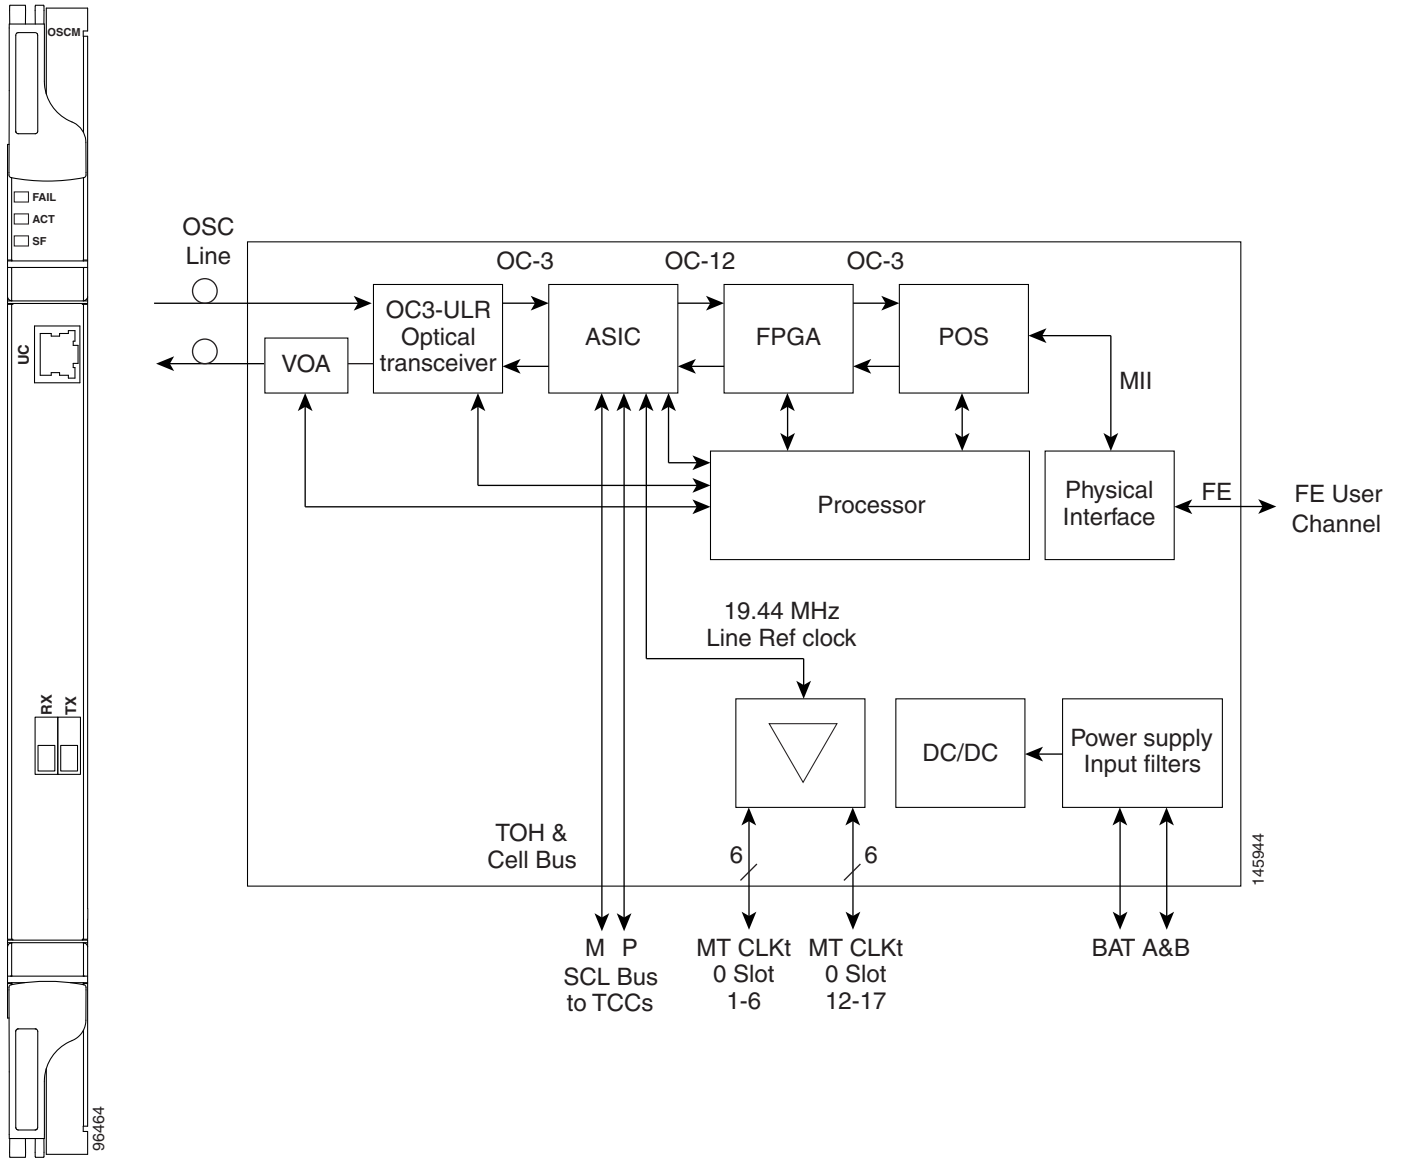 OSCM
FAIL
ACT
SF
UC
RX
TX
96464
OSC
Line
OC-3
OC-12
OC-3
OC3-ULR
Optical
transceiver
VOA
ASIC
FPGA
POS
MII
Processor
Physical
Interface
FE
FE User
Channel
19.44 MHz
Line Ref clock
DC/DC
Power supply
Input filters
TOH &
Cell Bus
6
6
145944
M P
SCL Bus
to TCCs
MT CLKt
0 Slot
1-6
MT CLKt
0 Slot
12-17
BAT A&B